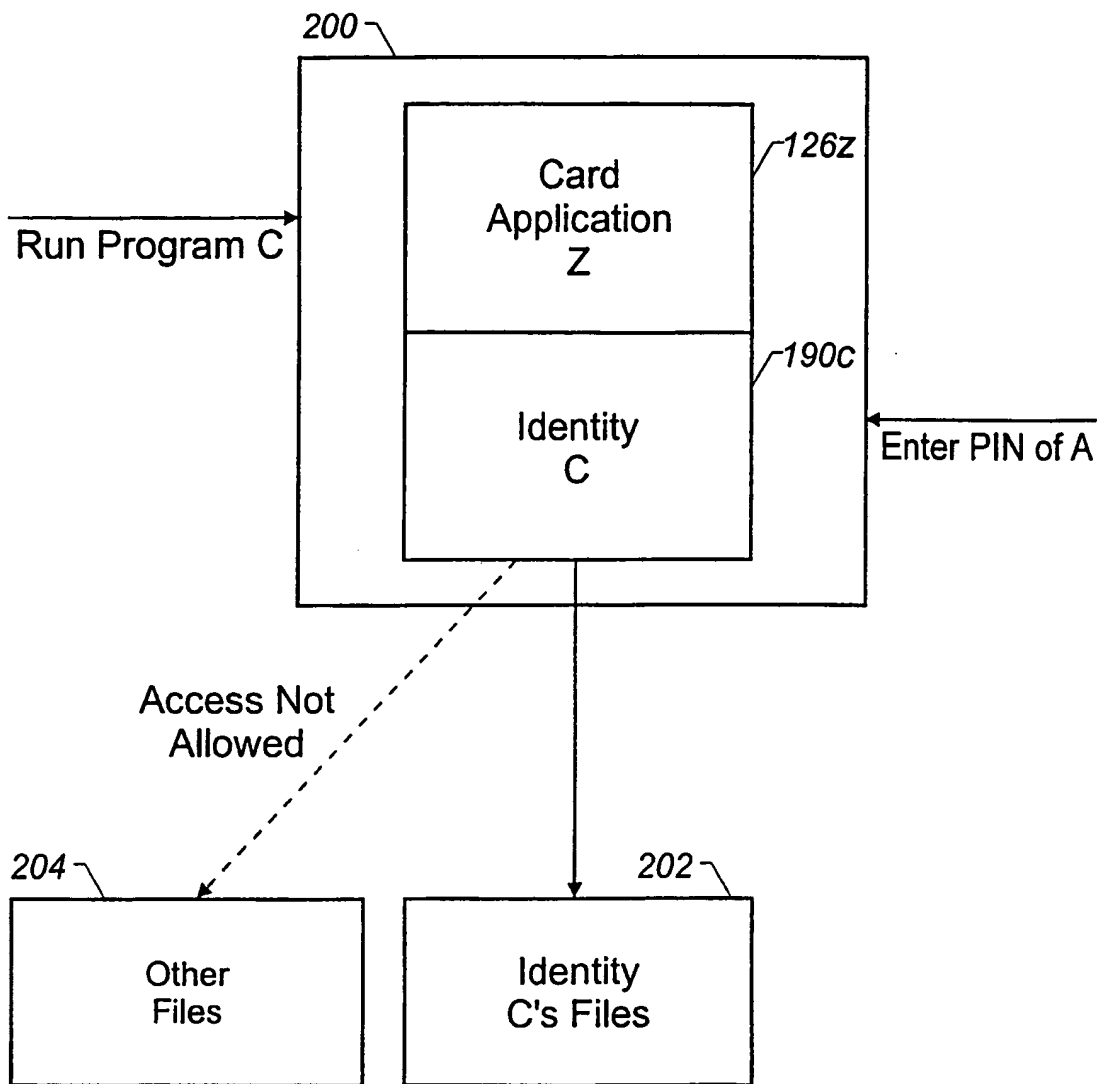 200
126z
Card
Application
Z
Run Program C
190c
Identity
C
Enter PIN of A
Access Not
Allowed
204
202
Other
Files
Identity
C's Files